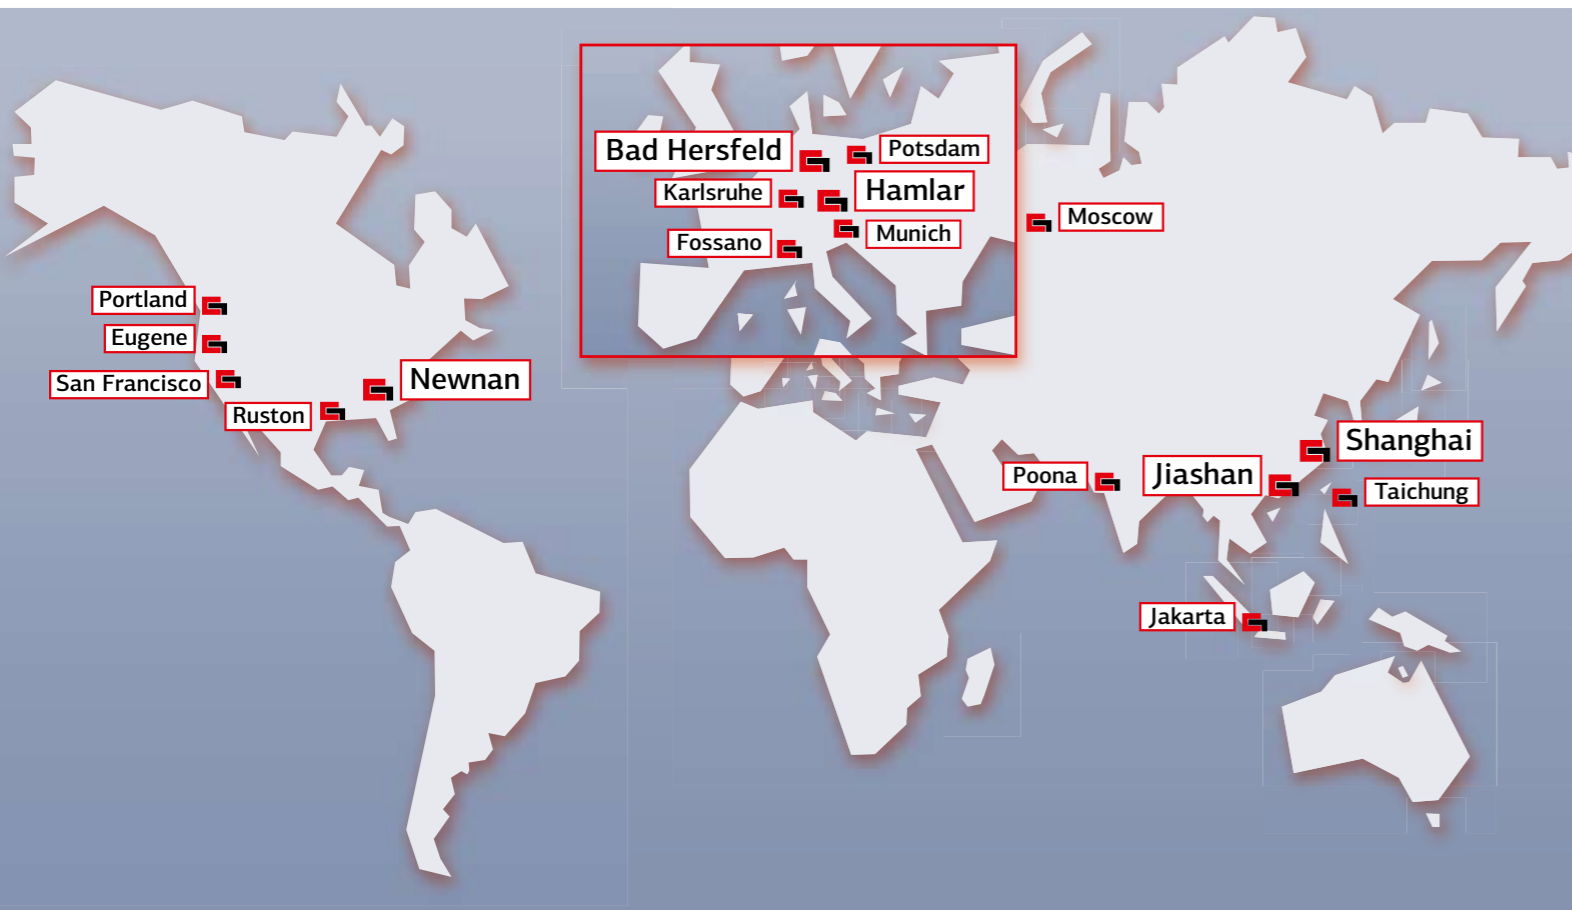 Bad Hersfeld
Potsdam
Karlsruhe
Hamlar
Fossano
Munich
Moscow
Portland
Eugene
San Francisco
Newnan
Ruston
Shanghai
Poona
Jiashan
Taichung
Jakarta